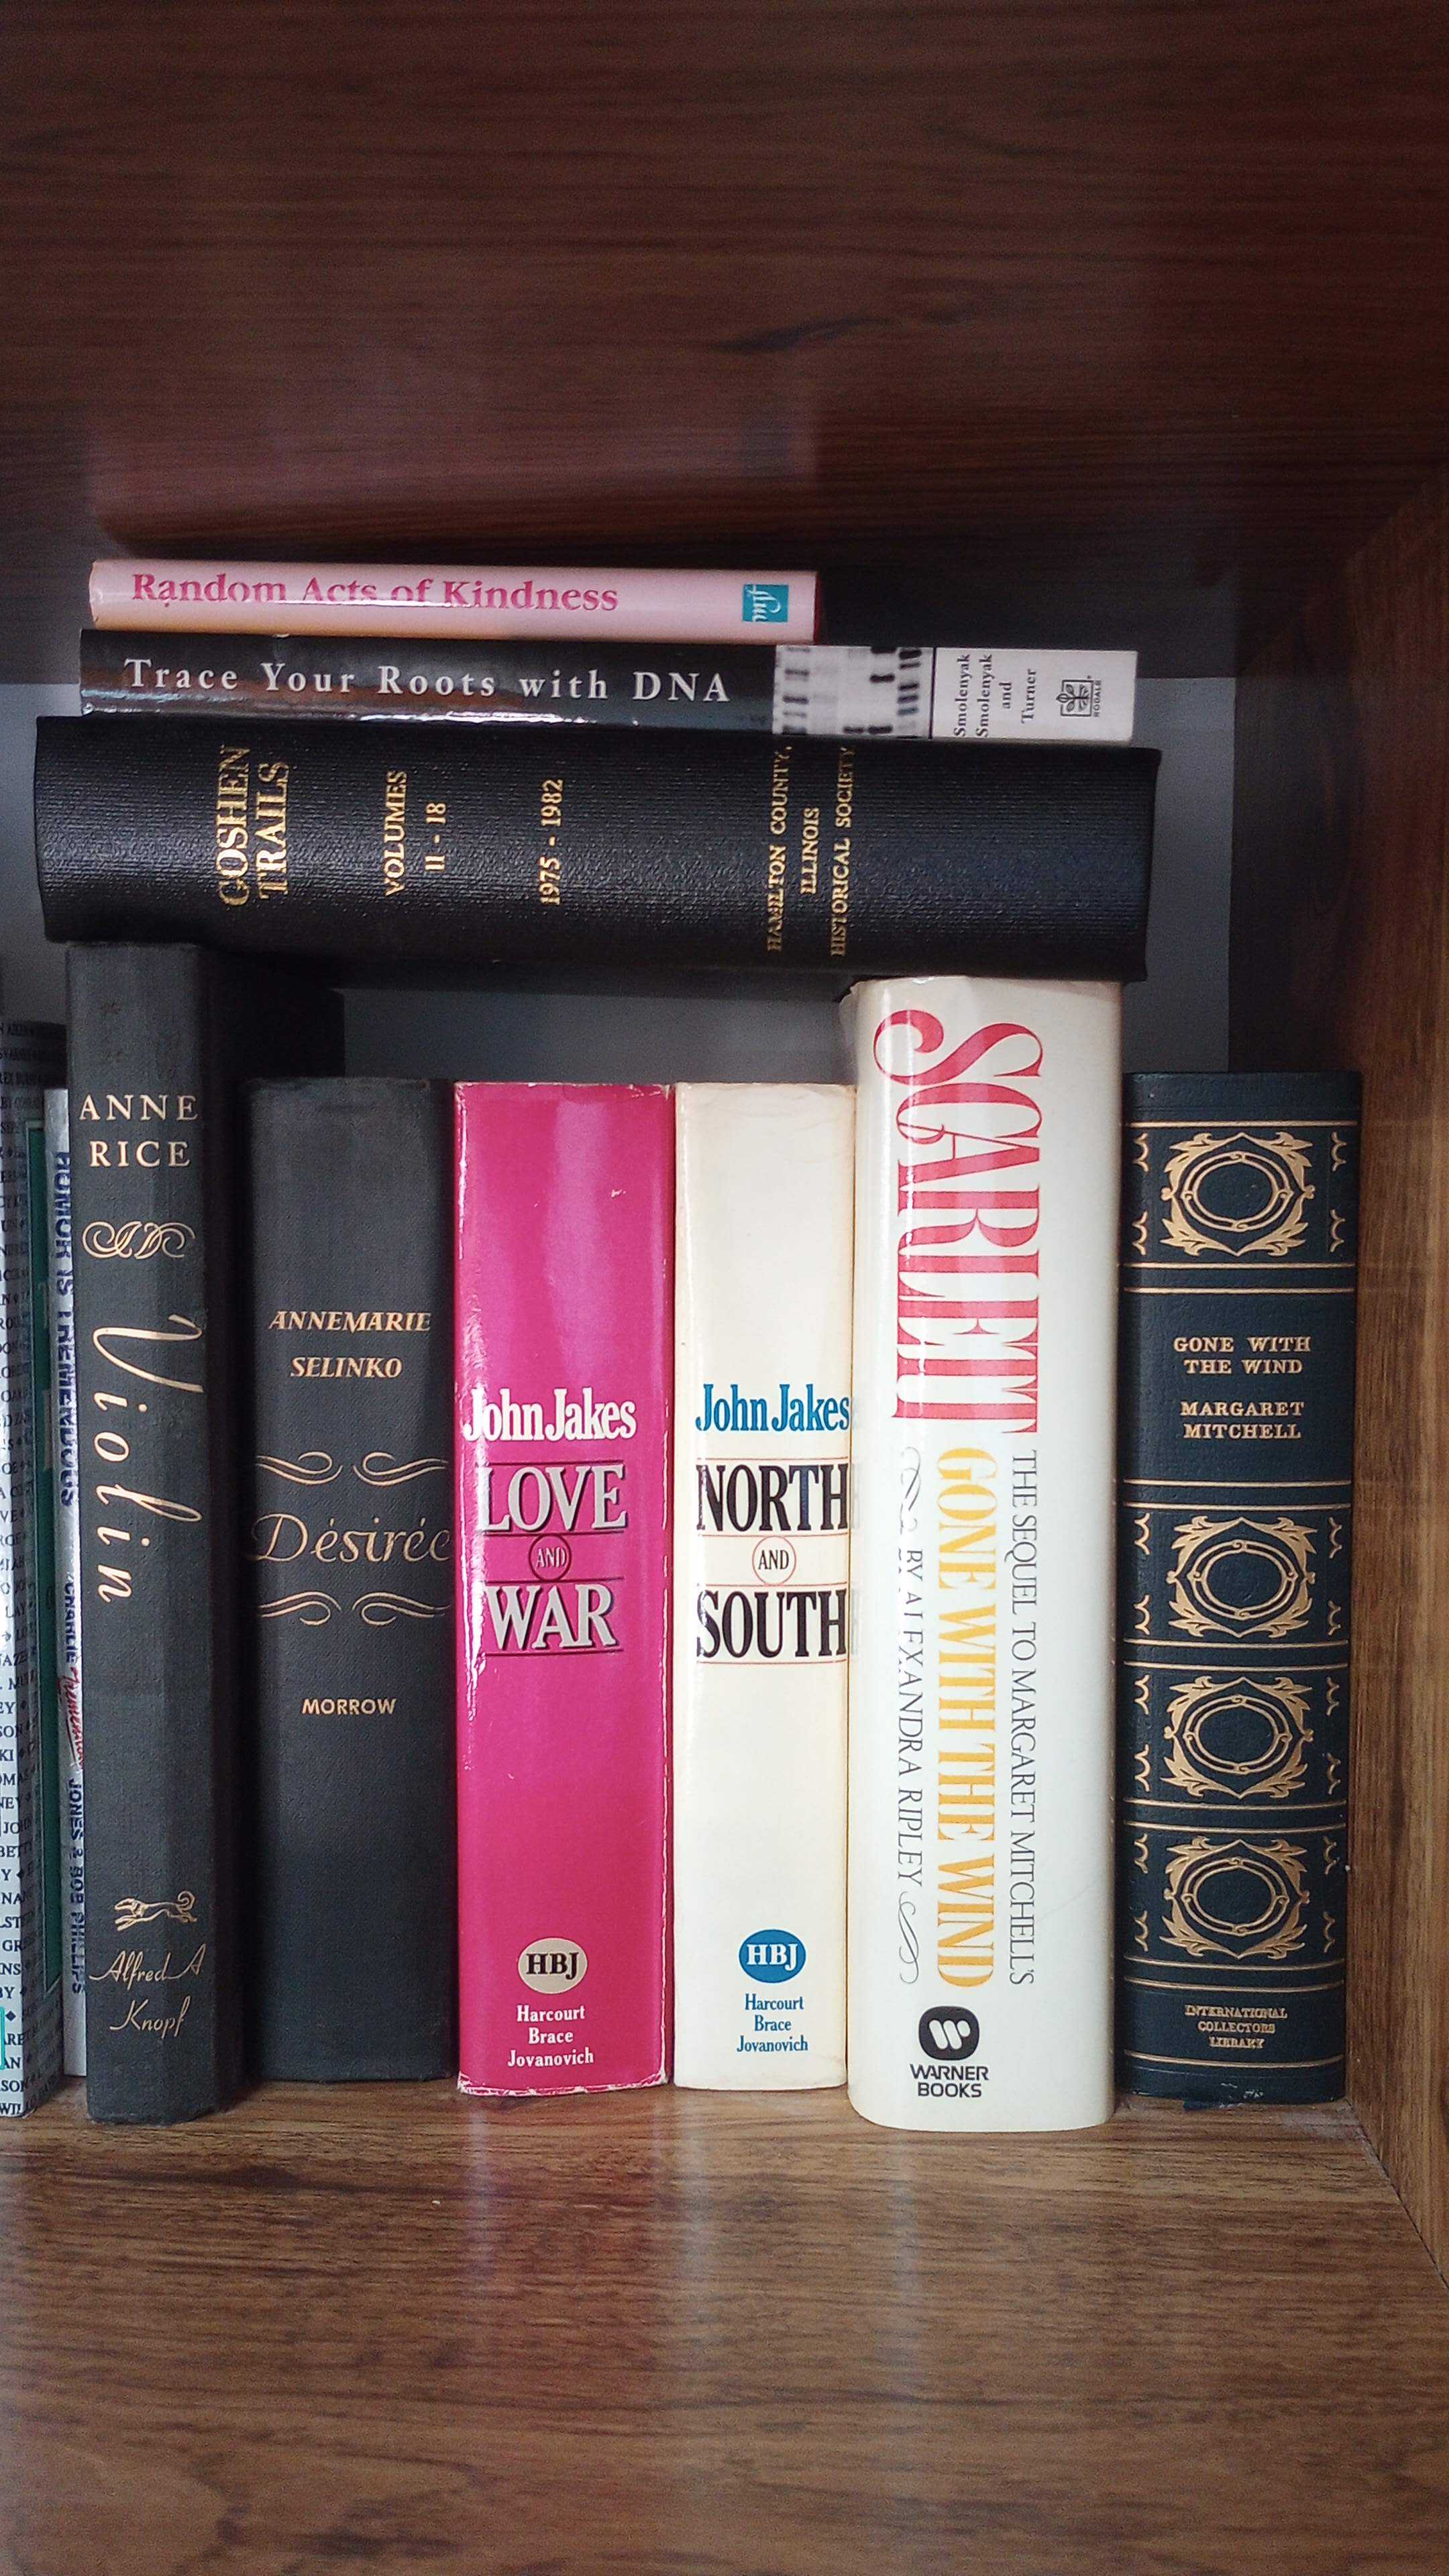 Random Acts of Kindness
Trace Your Roots with DNA
Smolenyak
Smolenyak
and
Turner
RODALE
GOSHEN
TRAILS
VOLUMES
11 - 18
1975 - 1982
HAMILTON COUNTY,
ILLINOIS
HISTORICAL SOCIETY
HUMOR IS TREMENDOUS
CHARLIE Tremendous JONES & BOB PHILLIPS
ANNE
RICE
Violin
Alfred A
Knopf
ANNEMARIE
SELINKO
Désirée
MORROW
John Jakes
LOVE
AND
WAR
HBJ
Harcourt
Brace
Jovanovich
John Jakes
NORTH
AND
SOUTH
HBJ
Harcourt
Brace
Jovanovich
SCARLETT
THE SEQUEL TO MARGARET MITCHELL'S
GONE WITH THE WIND
BY ALEXANDRA RIPLEY
WARNER
BOOKS
GONE WITH
THE WIND
MARGARET
MITCHELL
INTERNATIONAL
COLLECTORS
LIBRARY